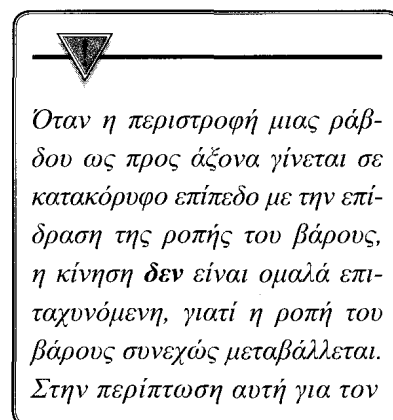 Όταν η περιστροφή μιας ράβ-
δου ως προς άξονα γίνεται σε
κατακόρυφο επίπεδο με την επί-
δραση της ροπής του βάρους,
η κίνηση δεν είναι ομαλά επι-
ταχυνόμενη, γιατί η ροπή του
βάρους συνεχώς μεταβάλλεται.
Στην περίπτωση αυτή για τον